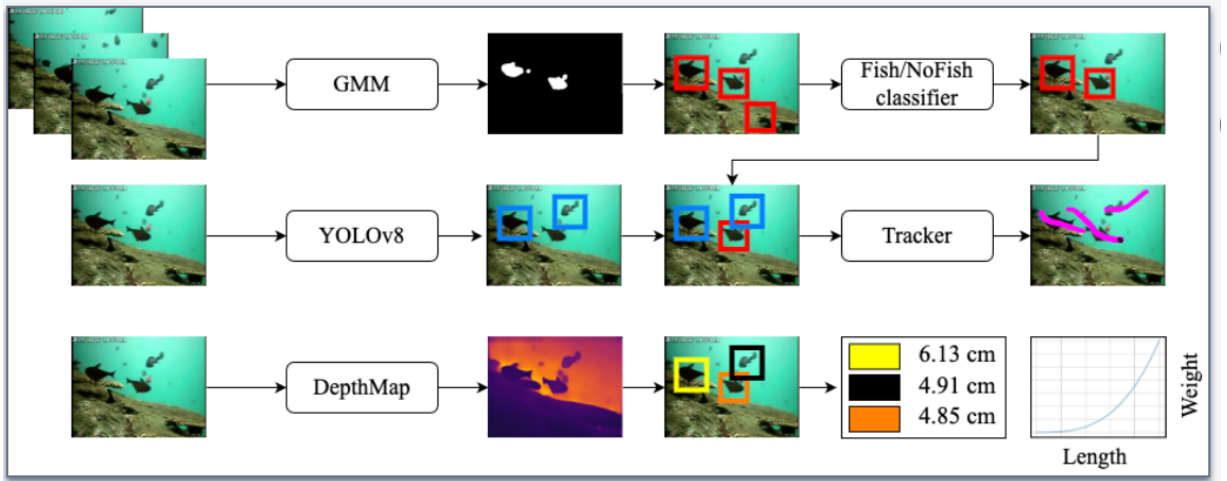 GMM
Fish/NoFish
classifier
YOLOv8
Tracker
DepthMap
6.13 cm
4.91 cm
4.85 cm
Weight
Length